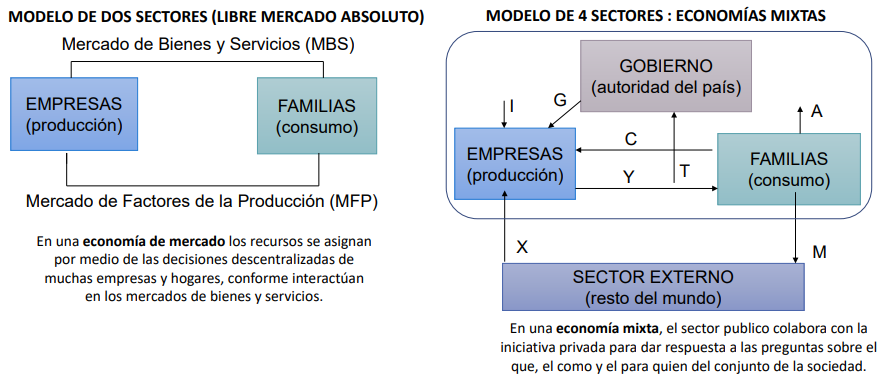 MODELO DE DOS SECTORES (LIBRE MERCADO ABSOLUTO)
Mercado de Bienes y Servicios (MBS)
EMPRESAS
(producción)
FAMILIAS
(consumo)
Mercado de Factores de la Producción (MFP)
En una economía de mercado los recursos se asignan
por medio de las decisiones descentralizadas de
muchas empresas y hogares, conforme interactúan
en los mercados de bienes y servicios.
MODELO DE 4 SECTORES : ECONOMÍAS MIXTAS
GOBIERNO
(autoridad del país)
I
G
A
C
EMPRESAS
(producción)
FAMILIAS
(consumo)
Y
T
X
M
SECTOR EXTERNO
(resto del mundo)
En una economía mixta, el sector publico colabora con la
iniciativa privada para dar respuesta a las preguntas sobre el
que, el como y el para quien del conjunto de la sociedad.